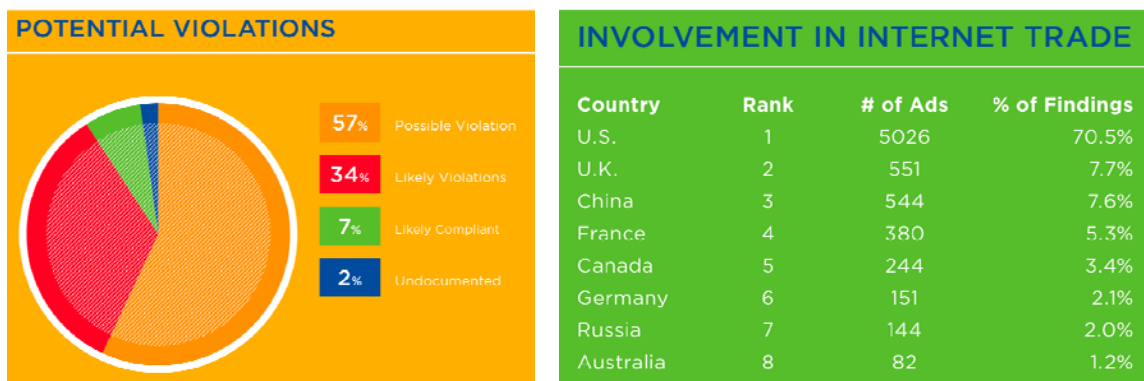 POTENTIAL VIOLATIONS
57% Possible Violation
34% Likely Violations
7% Likely Compliant
2% Undocumented
INVOLVEMENT IN INTERNET TRADE
Country Rank # of Ads % of Findings
U.S. 1 5026 70.5%
U.K. 2 551 7.7%
China 3 544 7.6%
France 4 380 5.3%
Canada 5 244 3.4%
Germany 6 151 2.1%
Russia 7 144 2.0%
Australia 8 82 1.2%